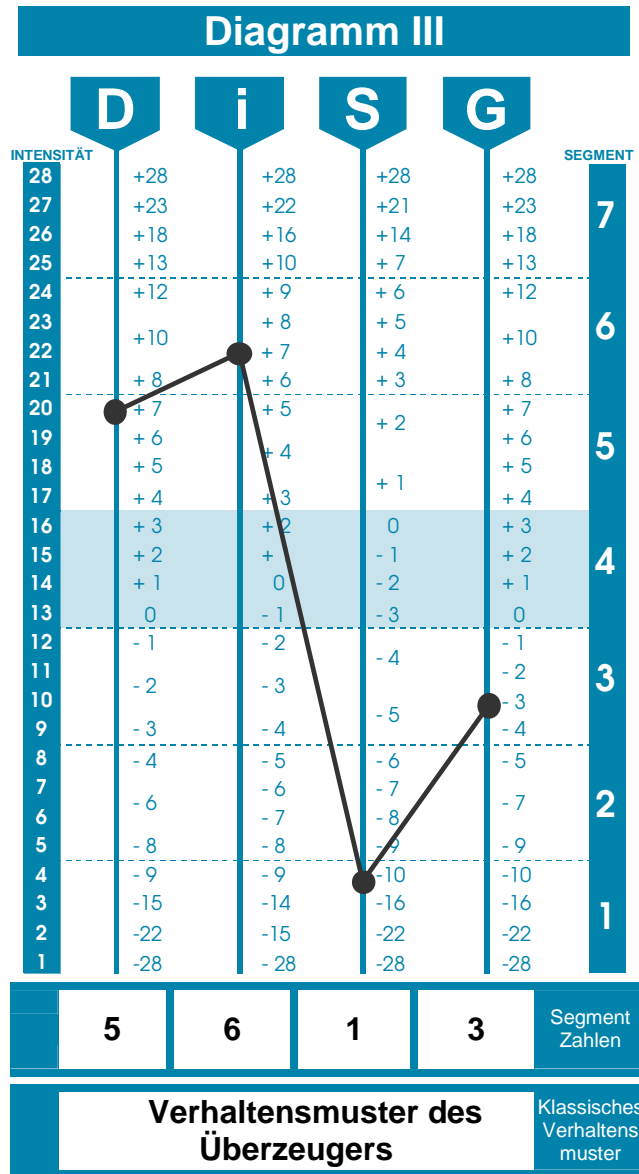 Diagramm III
D i S G
INTENSITÄT SEGMENT
28 +28 +28 +28 +28
27 +23 +22 +21 +23 7
26 +18 +16 +14 +18
25 +13 +10 + 7 +13
24 +12 + 9 + 6 +12
23 + 8 + 5
+10 +10 6
22 + 7 + 4
21 + 8 + 6 + 3 + 8
20 + 7 + 5 + 7
+ 2
19 + 6 + 6
+ 4 5
18 + 5 + 5
+ 1
17 + 4 + 3 + 4
16 + 3 + 2 0 + 3
15 + 2 + - 1 + 2 4
14 + 1 0 - 2 + 1
13 0 - 1 - 3 0
12 - 1 - 2 - 1
- 4
11 - 2
- 2 - 3 3
10 - 3
- 5
9 - 3 - 4 - 4
8 - 4 - 5 - 6 - 5
7 - 6 - 7
- 6 - 7 2
6 - 7 - 8
5 - 8 - 8 - 9 - 9
4 - 9 - 9 -10 -10
3 -15 -14 -16 -16 1
2 -22 -15 -22 -22
1 -28 - 28 -28 -28
5 6 1 3 Segment
Zahlen
Verhaltensmuster des
Überzeugers
Klassisches
Verhaltens
muster